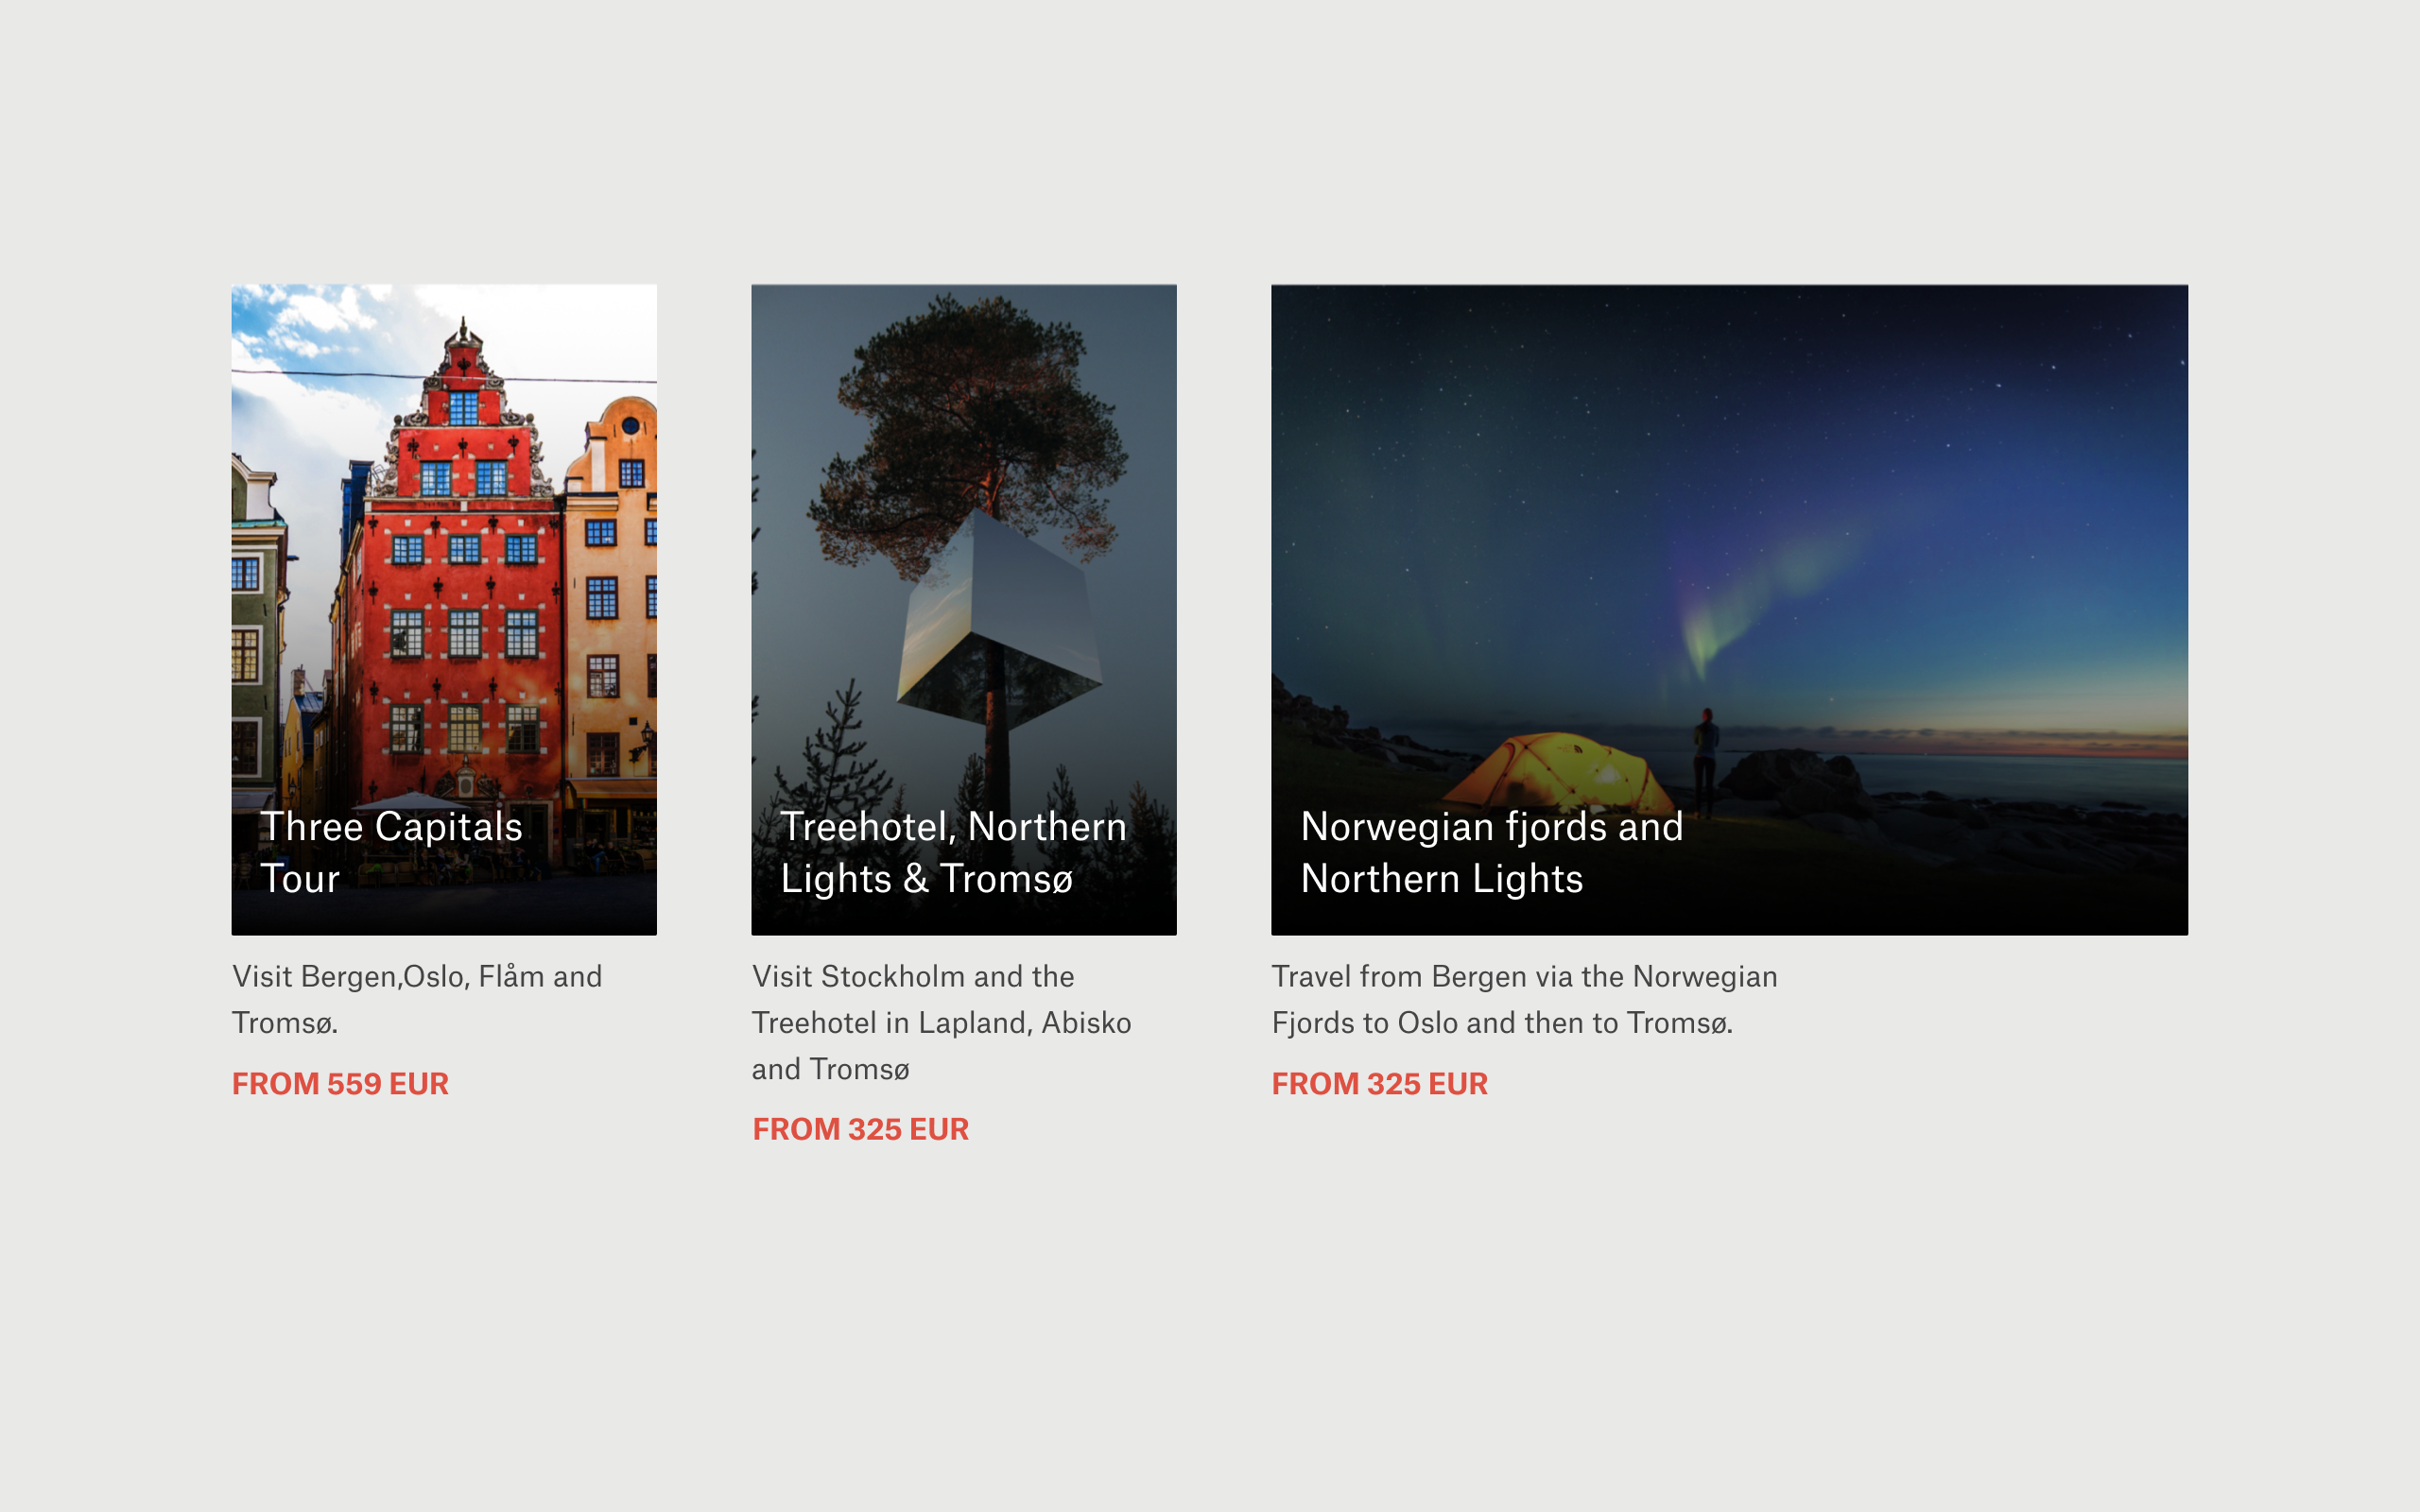 Three Capitals
Tour
Visit Bergen,Oslo, Flåm and
Tromsø.
FROM 559 EUR
Treehotel, Northern
Lights & Tromsø
Visit Stockholm and the
Treehotel in Lapland, Abisko
and Tromsø
FROM 325 EUR
Norwegian fjords and
Northern Lights
Travel from Bergen via the Norwegian
Fjords to Oslo and then to Tromsø.
FROM 325 EUR